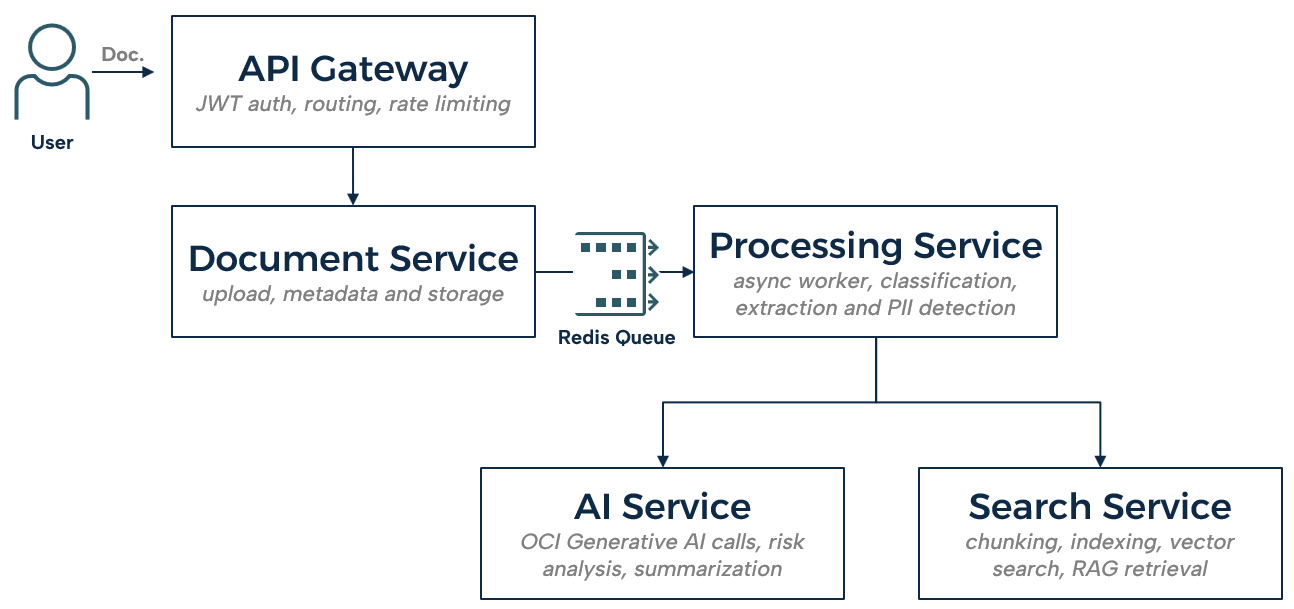 Doc.
User
API Gateway
JWT auth, routing, rate limiting
Document Service
upload, metadata and storage
Redis Queue
Processing Service
async worker, classification,
extraction and PII detection
AI Service
OCI Generative AI calls, risk
analysis, summarization
Search Service
chunking, indexing, vector
search, RAG retrieval